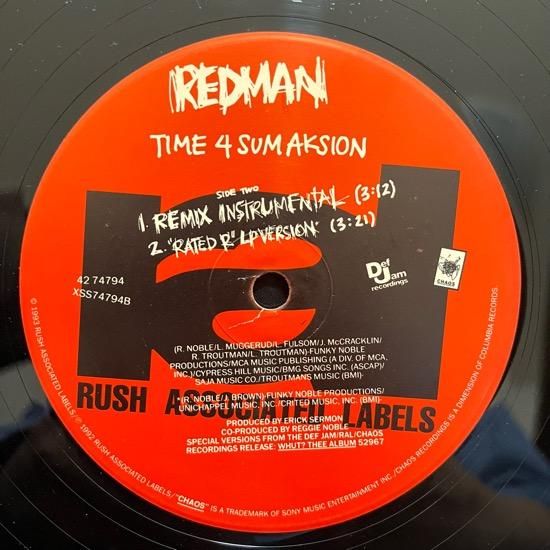 REDMAN
TIME 4 SUM AKSION
SIDE TWO
1. REMIX INSTRUMENTAL (3:12)
2. "RATED R" LP VERSION (3:21)
42 74794
XSS74794B
Def Jam
recordings
CHAOS
(R. NOBLE/L. MUGGERUD/L. FULSOM/J. McCRACKLIN/
R. TROUTMAN/L. TROUTMAN)-FUNKY NOBLE
PRODUCTIONS/MCA MUSIC PUBLISHING (A DIV. OF MCA,
INC.)/CYPRESS HILL MUSIC/BMG SONGS INC. (ASCAP)/
SAJA MUSIC CO./TROUTMANS MUSIC (BMI)-
(R. NOBLE/J. BROWN)-FUNKY NOBLE PRODUCTIONS/
UNICHAPPEL MUSIC, INC./CRITED MUSIC, INC. (BMI)-
RUSH ASSOCIATED LABELS
PRODUCED BY ERICK SERMON
CO-PRODUCED BY REGGIE NOBLE
SPECIAL VERSIONS FROM THE DEF JAM/RAL/CHAOS
RECORDINGS RELEASE: WHUT? THEE ALBUM 52967
© 1993 RUSH ASSOCIATED LABELS/℗ 1992 RUSH ASSOCIATED LABELS/"CHAOS" IS A TRADEMARK OF SONY MUSIC ENTERTAINMENT INC./CHAOS RECORDINGS IS A DIMENSION OF COLUMBIA RECORDS.